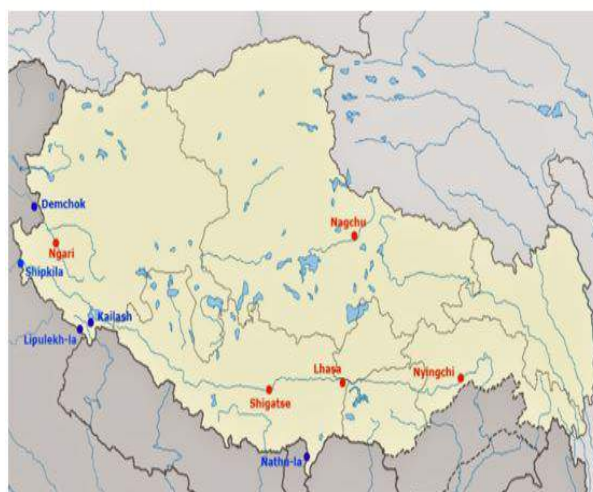 Demchok
Nagchu
Ngari
Shipkila
Kailash
Lipulekh-la
Lhasa
Nyingchi
Shigatse
Nathu-la